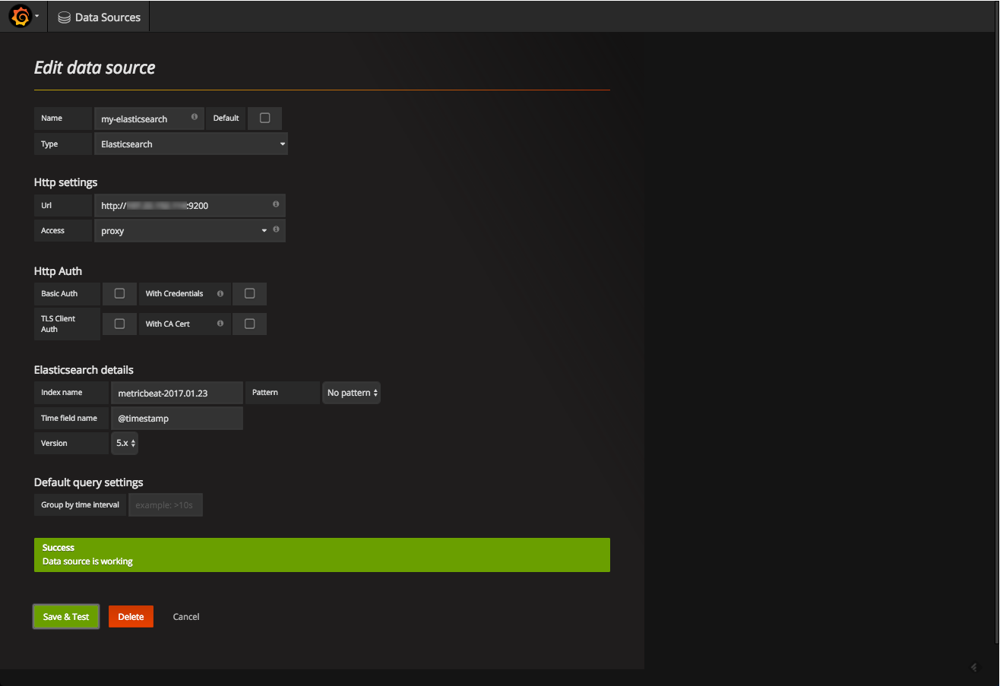 Data Sources
Edit data source
Name my-elasticsearch Default
Type Elasticsearch
Http settings
Url http:// :9200
Access proxy
Http Auth
Basic Auth With Credentials
TLS Client
Auth
With CA Cert
Elasticsearch details
Index name metricbeat-2017.01.23 Pattern No pattern
Time field name @timestamp
Version 5.x
Default query settings
Group by time interval example: >10s
Success
Data source is working
Save & Test Delete Cancel